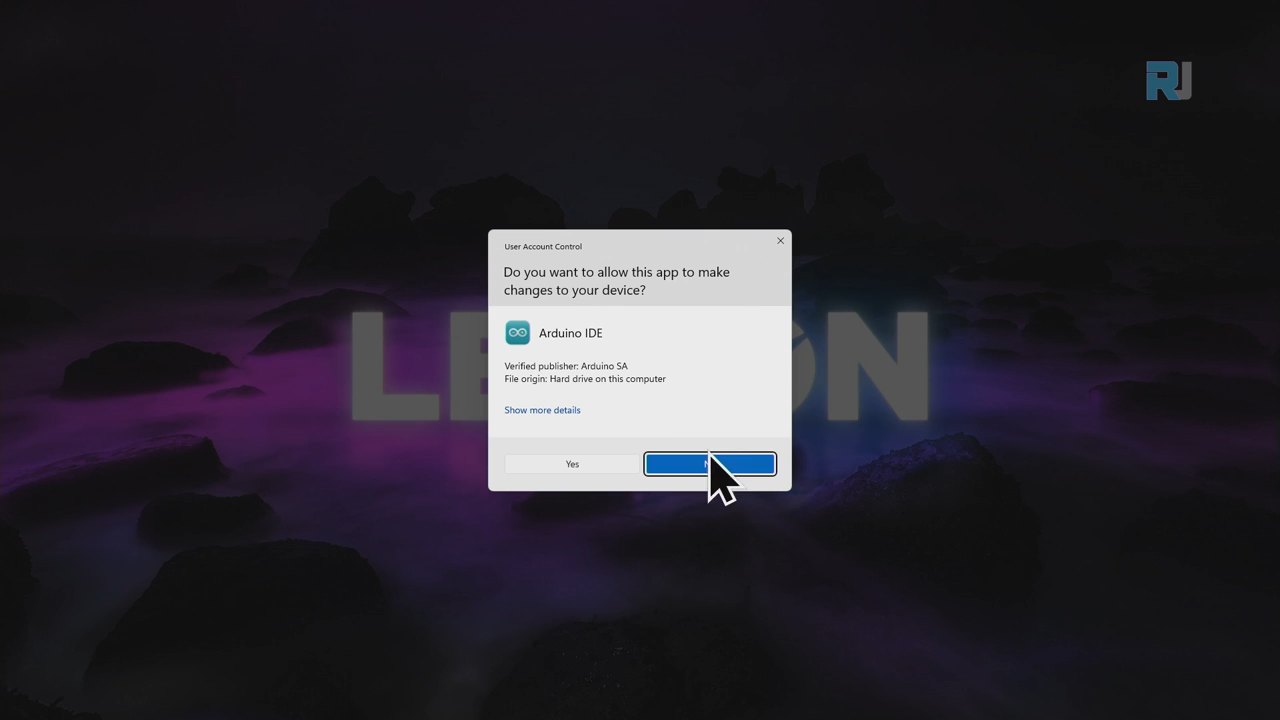 RJ
User Account Control
Do you want to allow this app to make
changes to your device?
Arduino IDE
Verified publisher: Arduino SA
File origin: Hard drive on this computer
Show more details
Yes